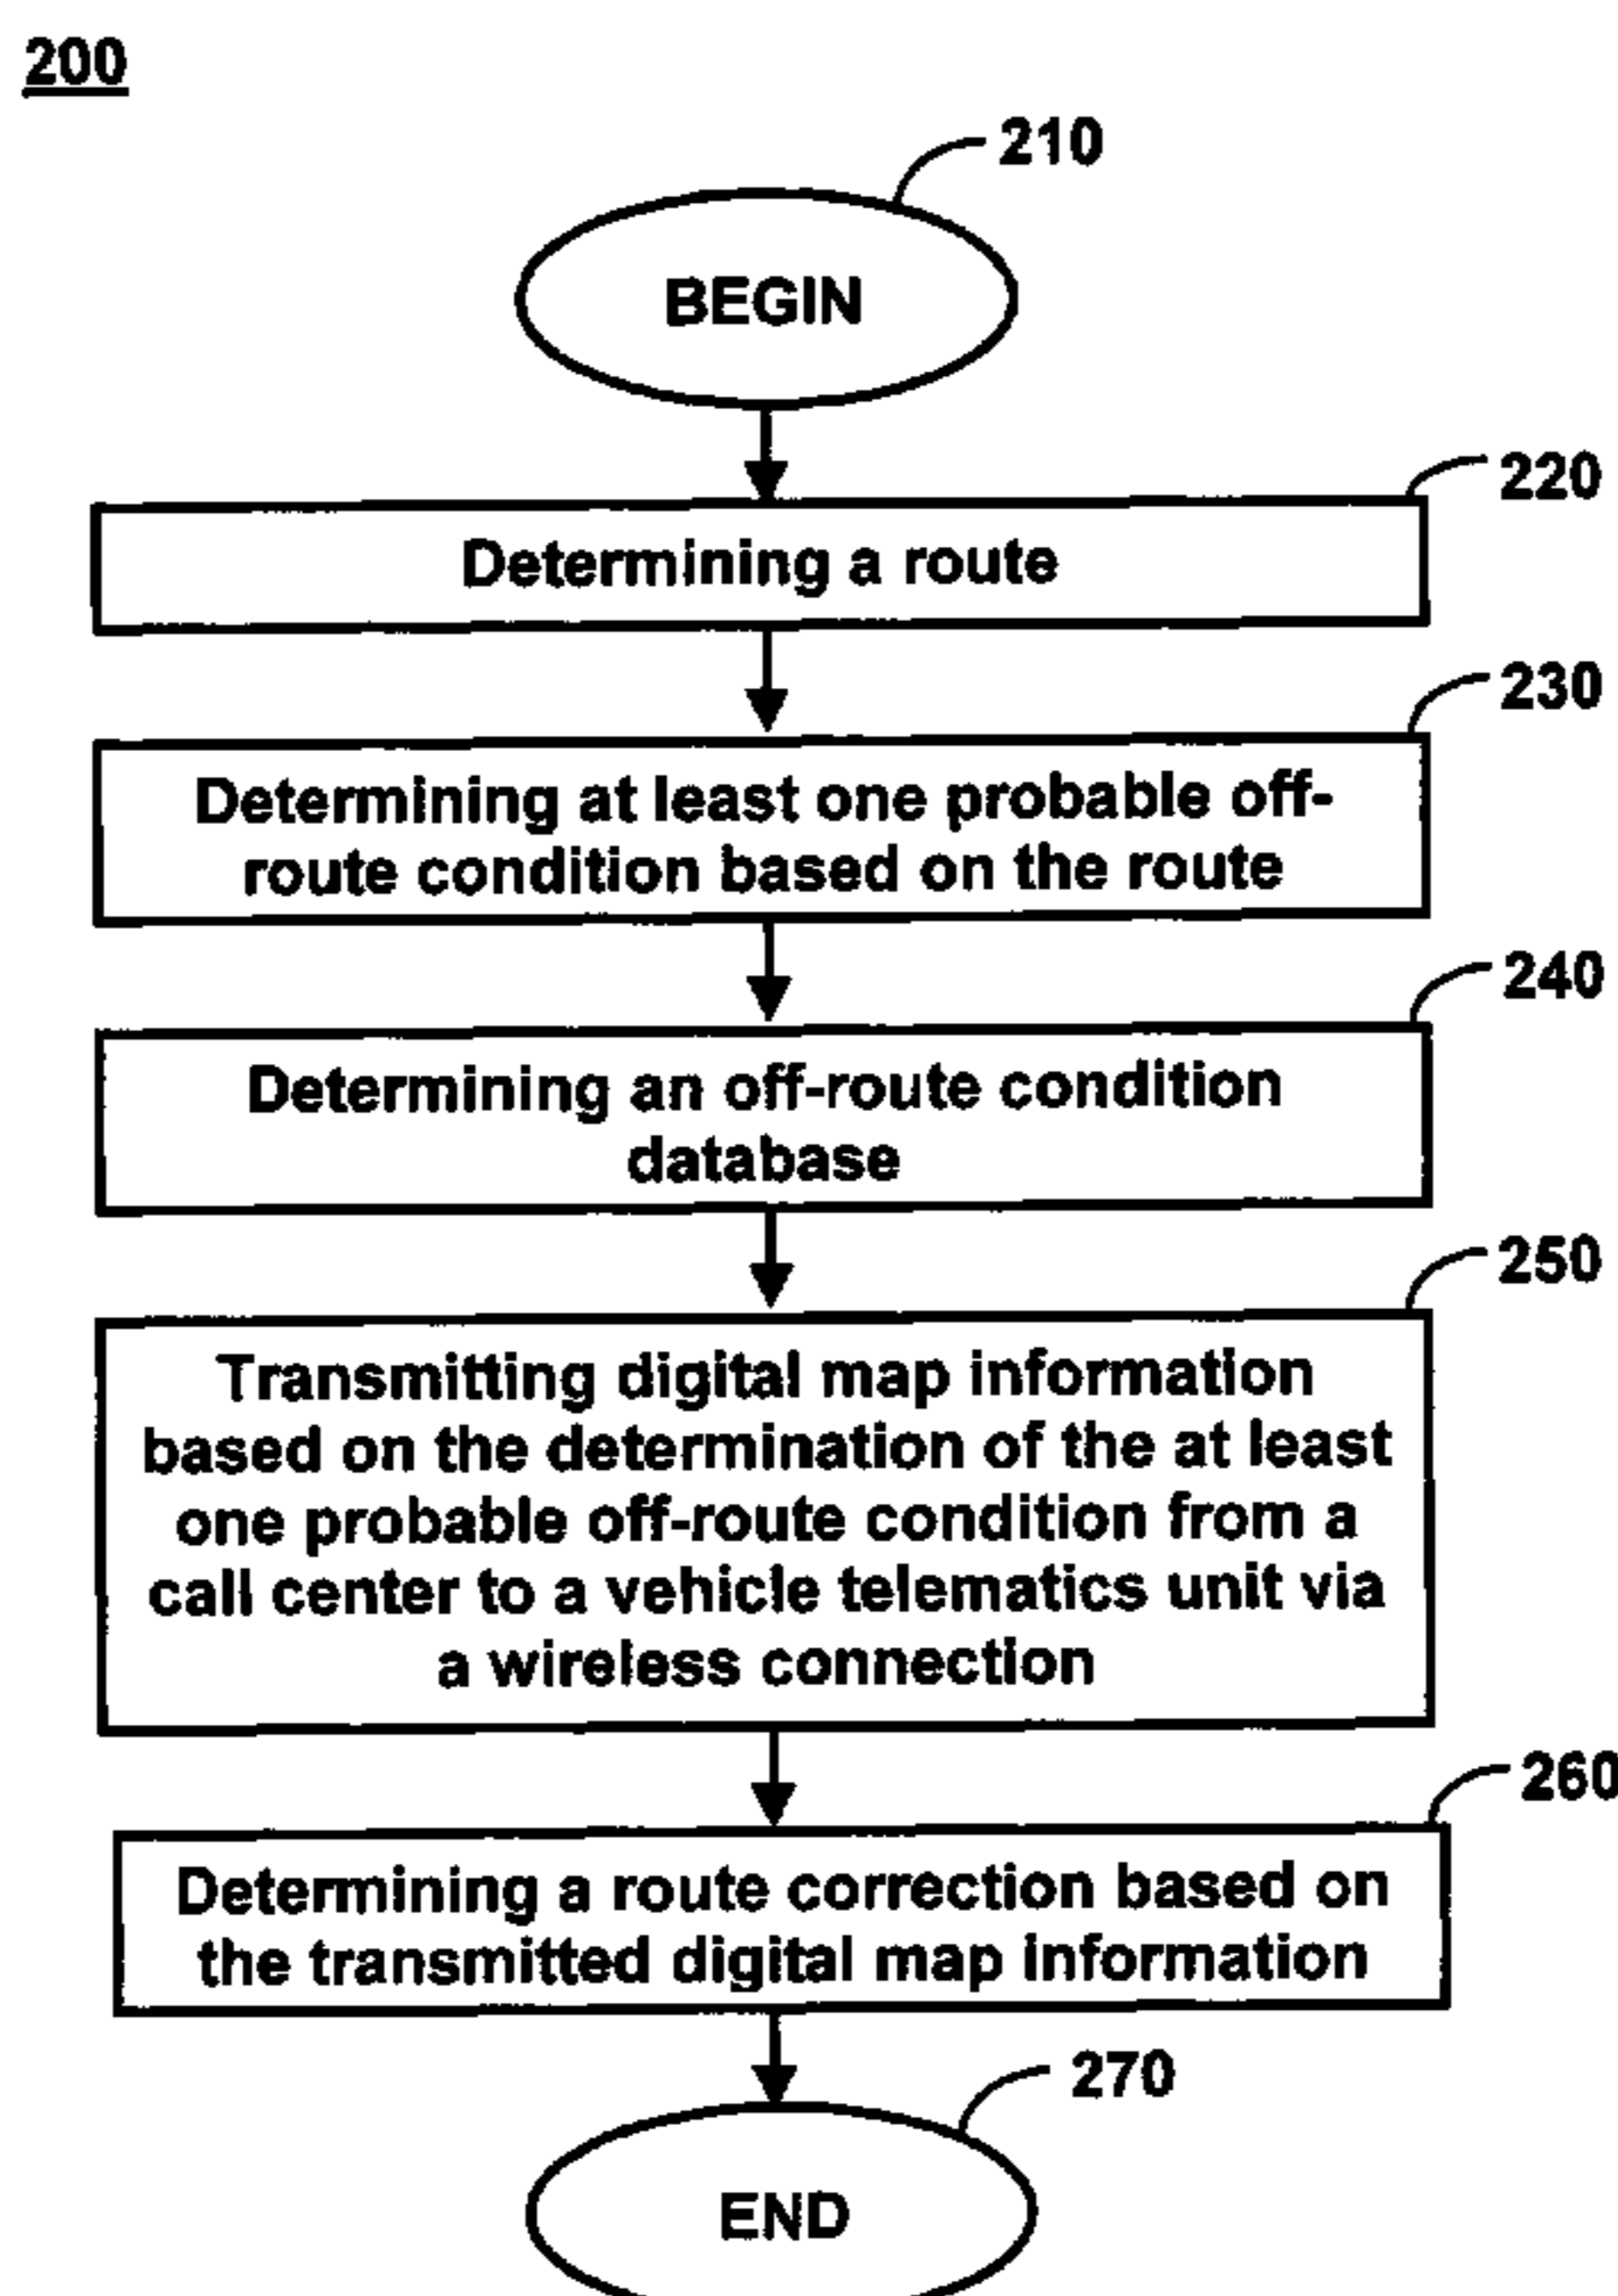 200
210
BEGIN
220
Determining a route
230
Determining at least one probable off-
route condition based on the route
240
Determining an off-route condition
database
250
Transmitting digital map information
based on the determination of the at least
one probable off-route condition from a
call center to a vehicle telematics unit via
a wireless connection
260
Determining a route correction based on
the transmitted digital map information
270
END